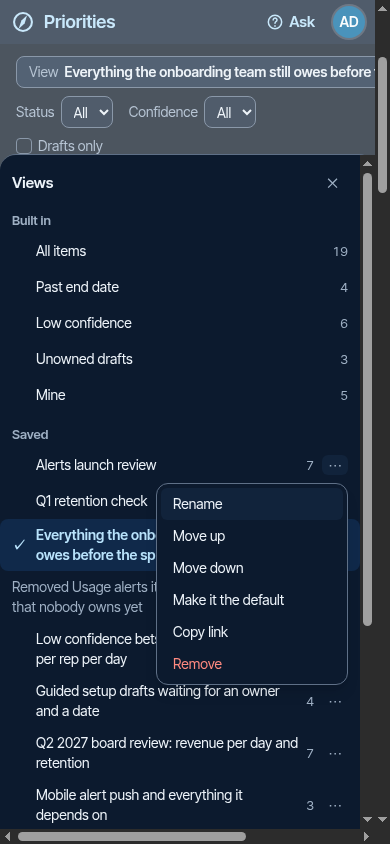 Priorities
Ask
AD
View Everything the onboarding team still owes before
Status All Confidence All
Drafts only
Views
Built in
All items 19
Past end date 4
Low confidence 6
Unowned drafts 3
Mine 5
Saved
Alerts launch review 7
Q1 retention check
Everything the onb
owes before the sp
Removed Usage alerts it
that nobody owns yet
Rename
Move up
Move down
Make it the default
Copy link
Remove
Low confidence bets
per rep per day
Guided setup drafts waiting for an owner
and a date 4
Q2 2027 board review: revenue per day and
retention 7
Mobile alert push and everything it
depends on 3